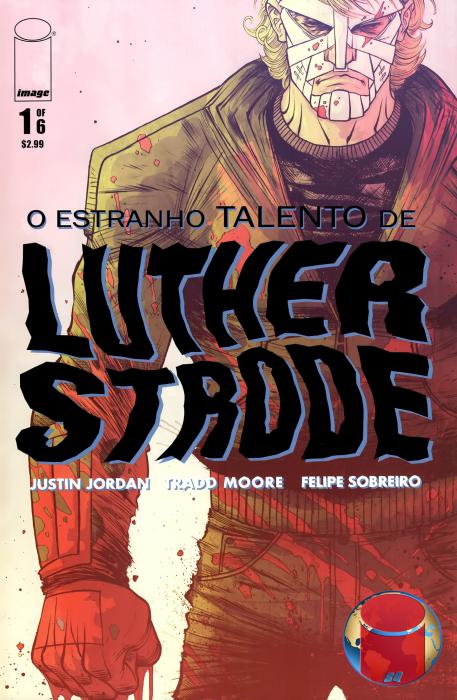 image
1 OF 6
$2.99
O ESTRANHO TALENTO DE
LUTHER
STRODE
JUSTIN JORDAN TRADD MOORE FELIPE SOBREIRO